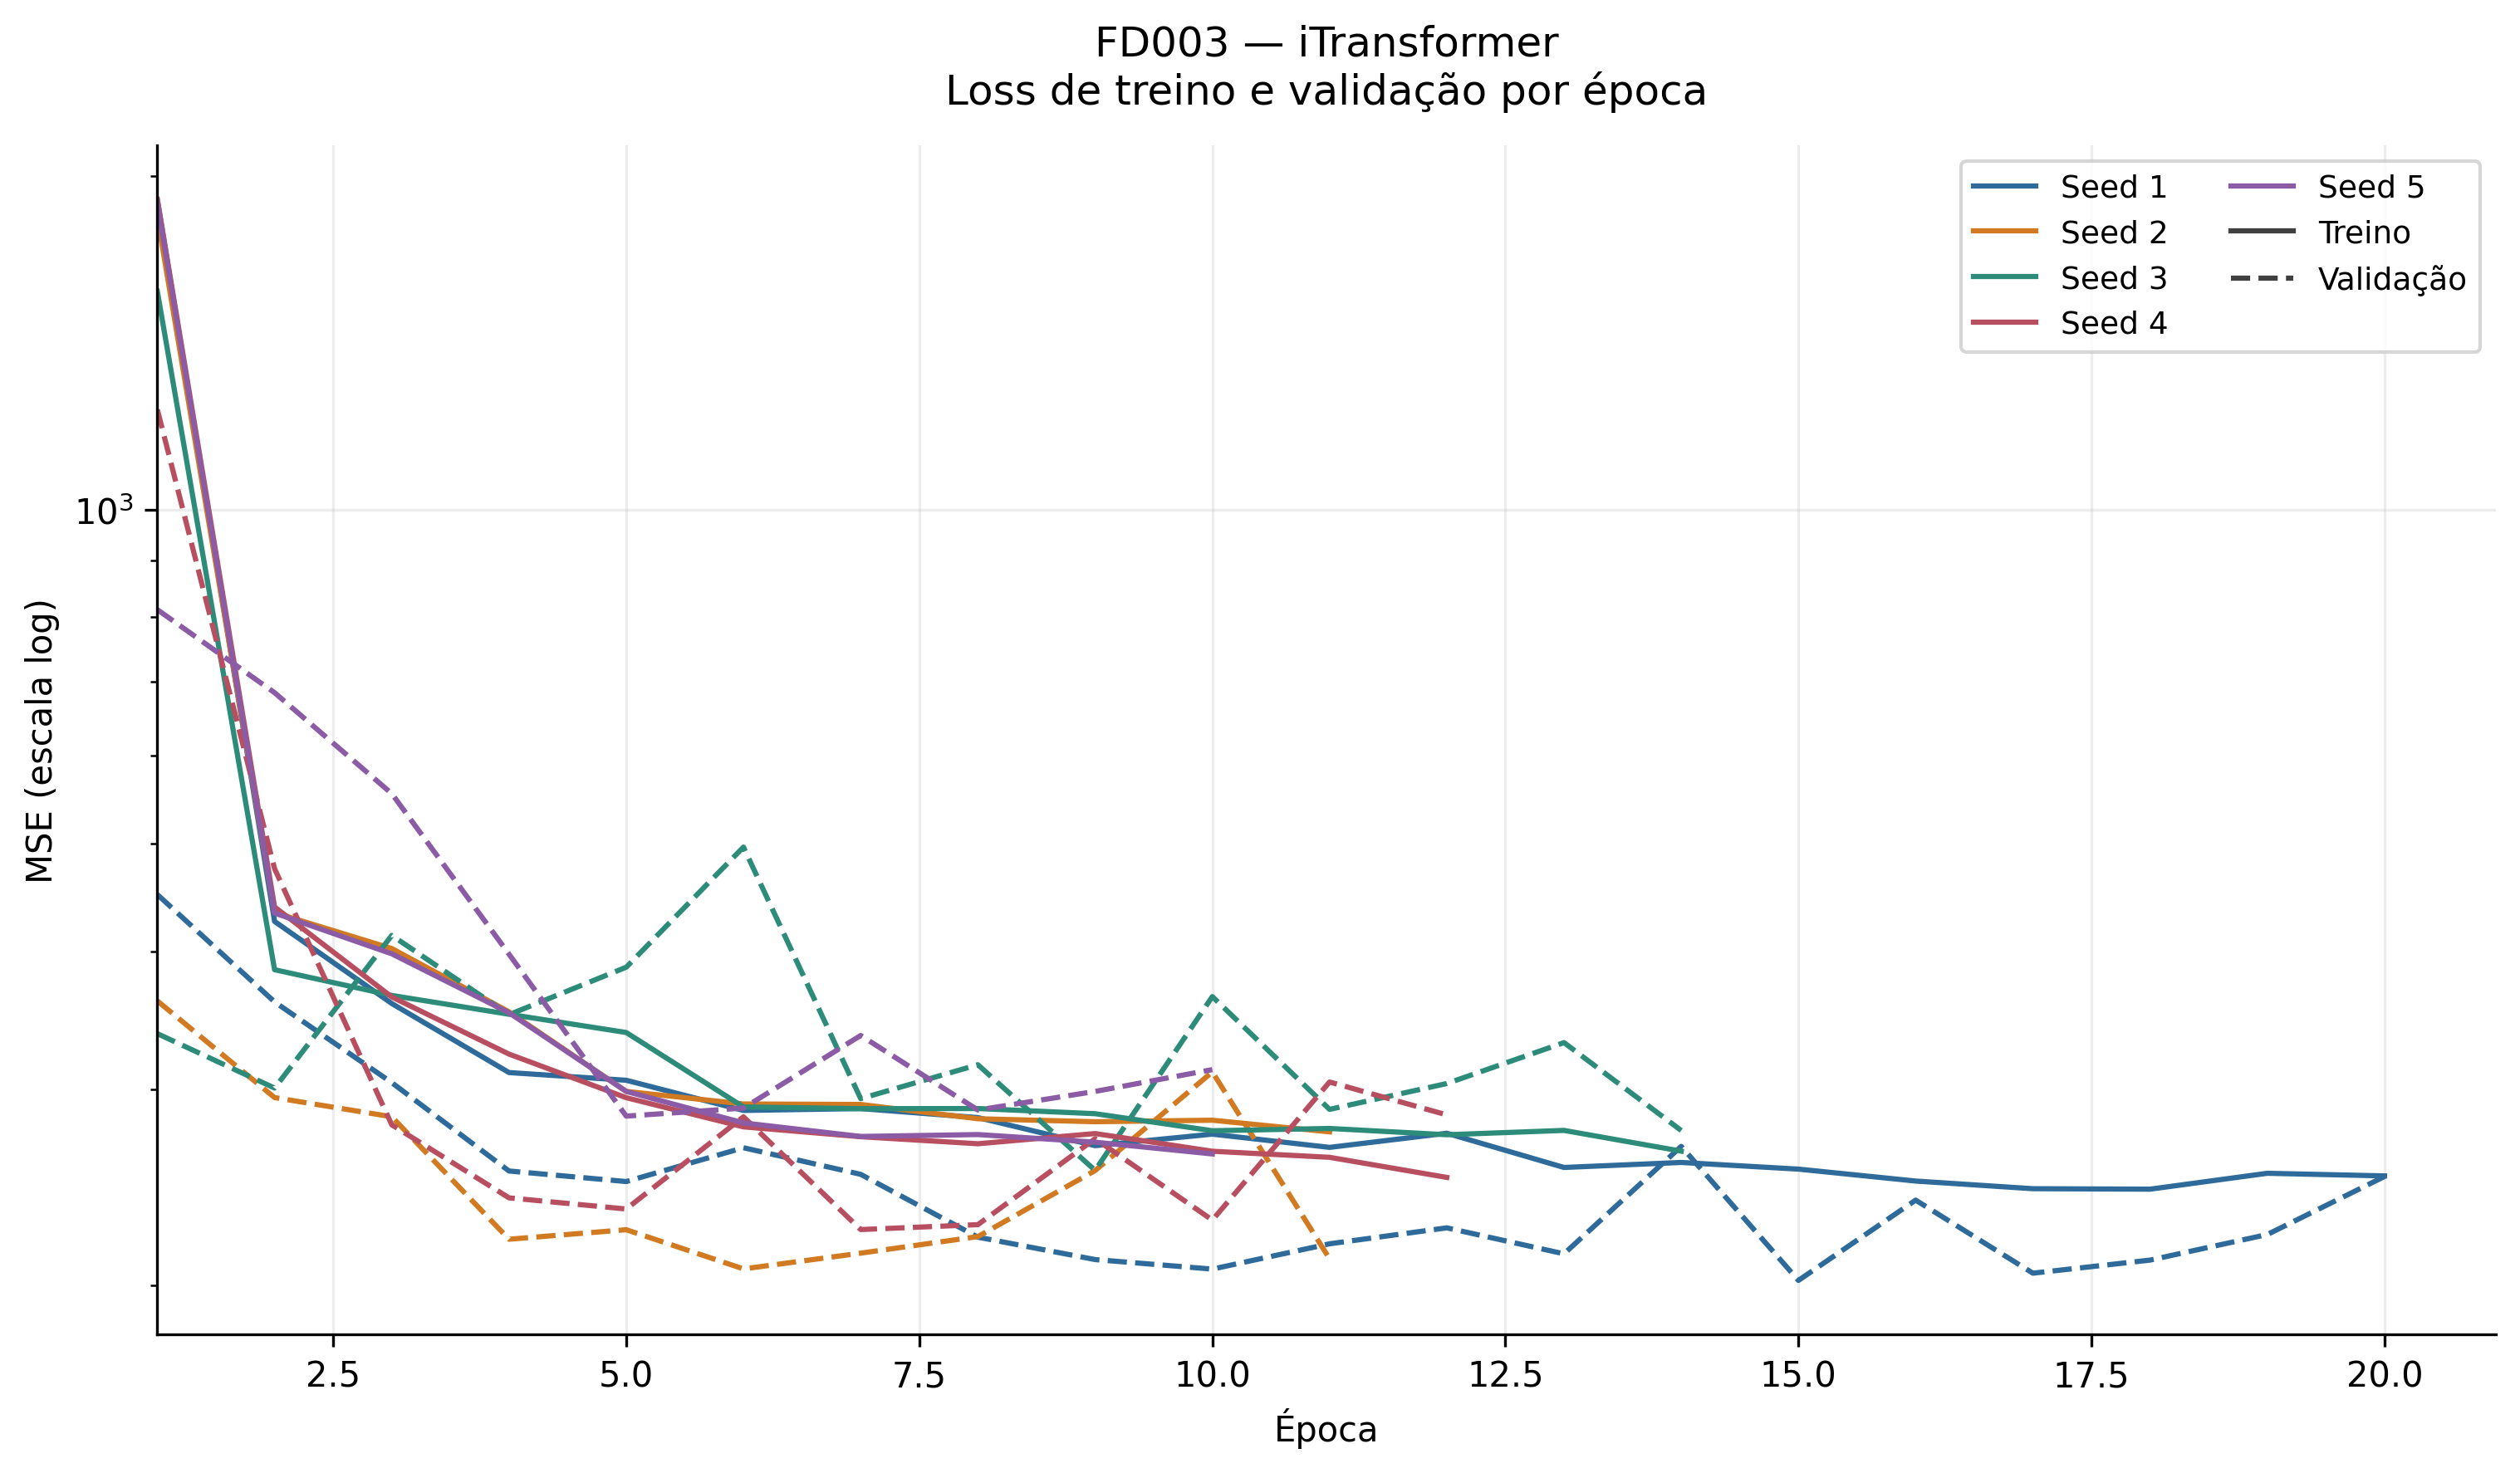 FD003 — iTransformer
Loss de treino e validação por época
Seed 1
Seed 2
Seed 3
Seed 4
Seed 5
Treino
Validação
MSE (escala log)
10³
2.5 5.0 7.5 10.0 12.5 15.0 17.5 20.0
Época